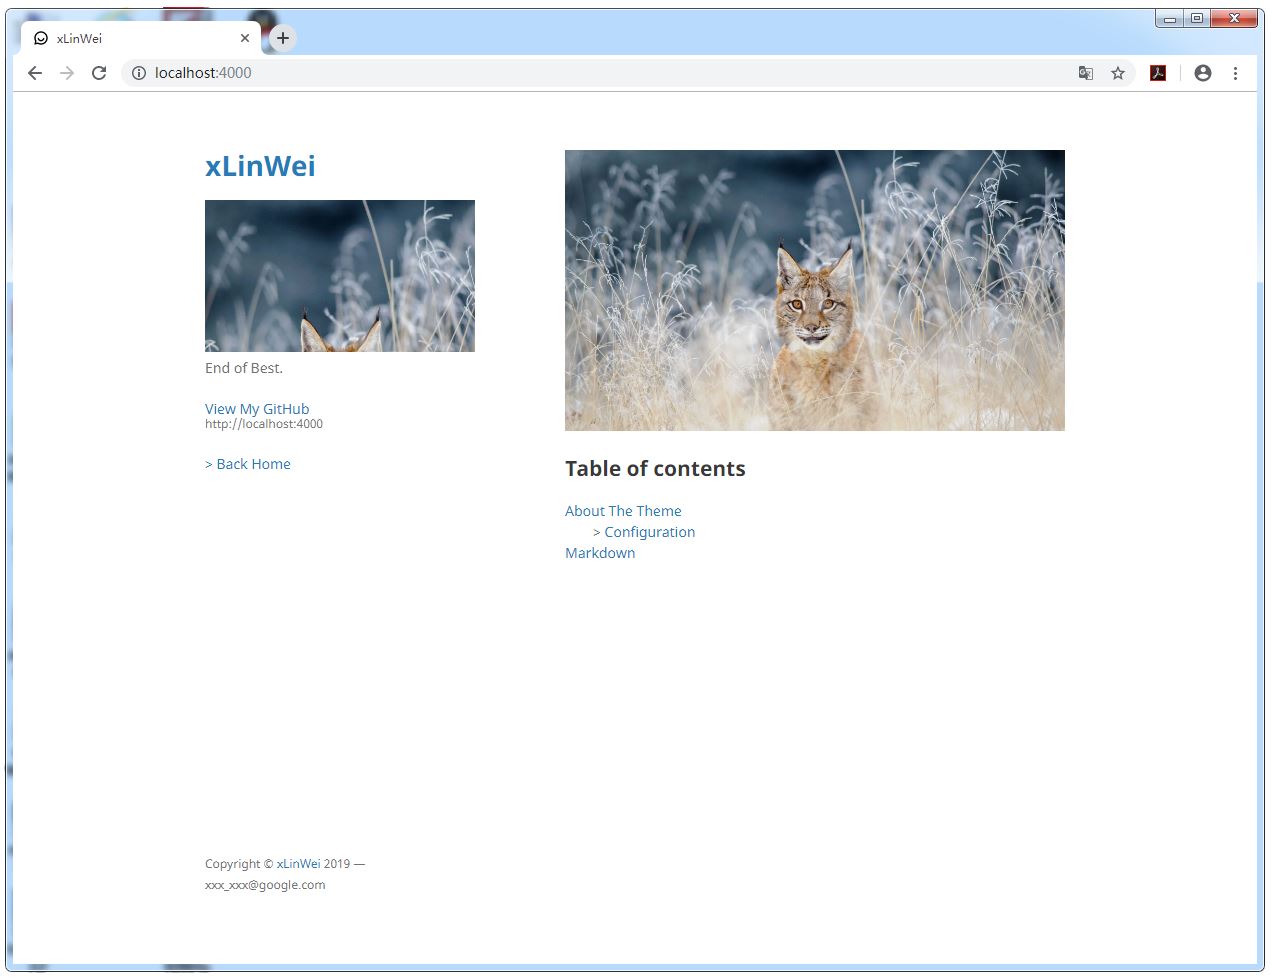 xLinWei
localhost:4000
xLinWei
End of Best.
View My GitHub
http://localhost:4000
> Back Home
Table of contents
About The Theme
> Configuration
Markdown
Copyright © xLinWei 2019 —
xxx_xxx@google.com